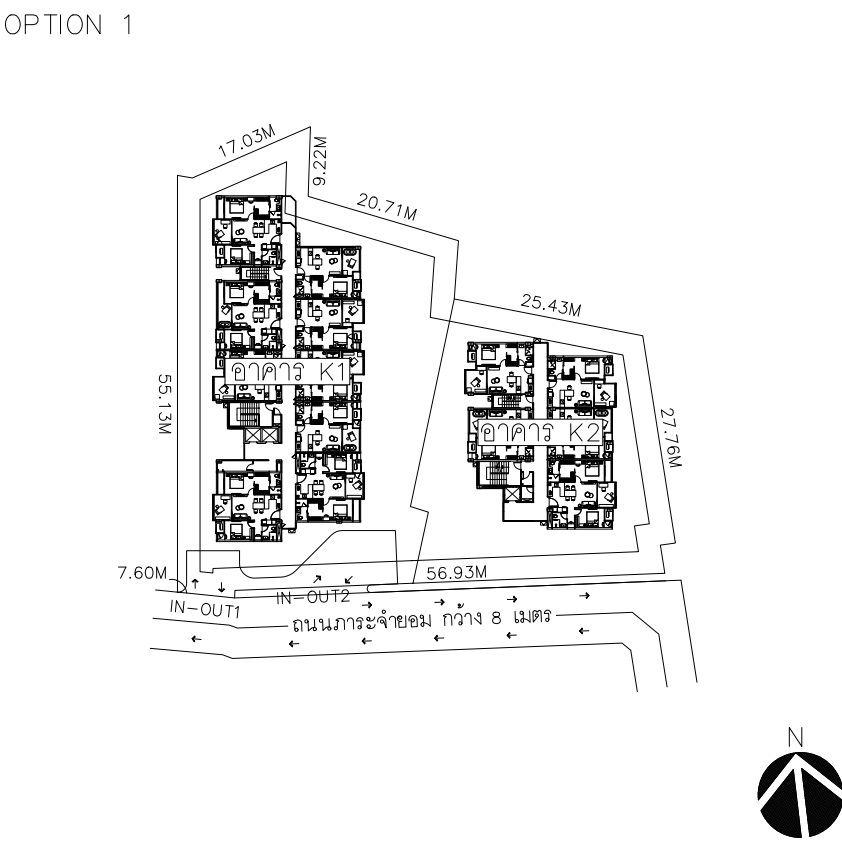 OPTION 1
17.03M
9.22M
20.71M
25.43M
อาคาร K1
55.13M
27.76M
อาคาร K2
7.60M
56.93M
IN-OUT1
IN-OUT2
ถนนภาระจำยอม กว้าง 8 เมตร
N